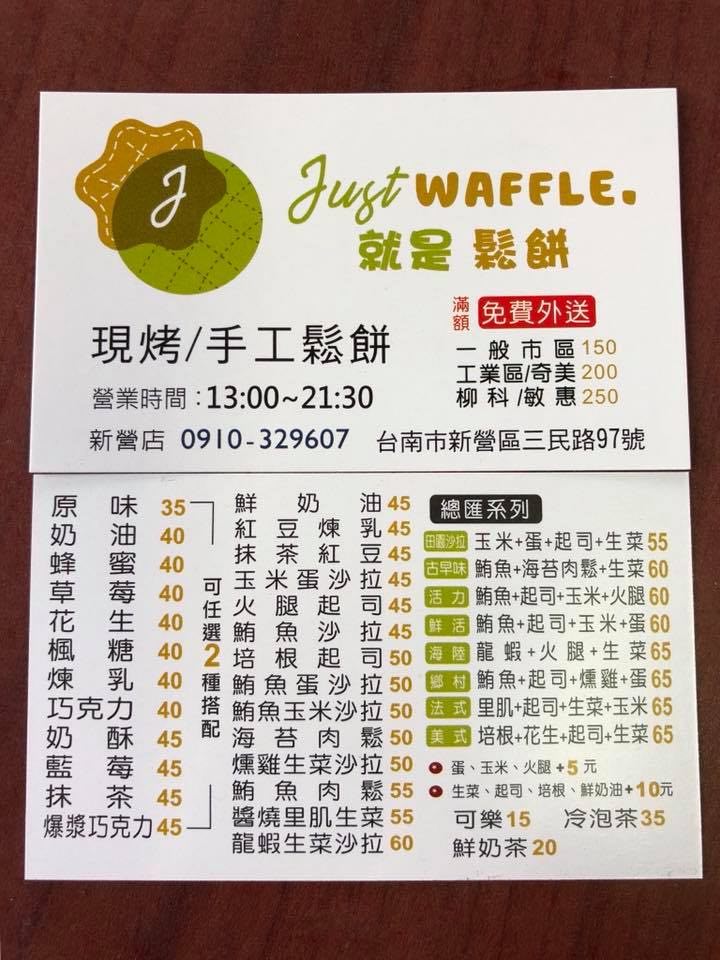 J
Just WAFFLE.
就是 鬆餅
滿額 免費外送
現烤/手工鬆餅
一般市區150
工業區/奇美200
柳科/敏惠250
營業時間：13:00~21:30
新營店 0910-329607 台南市新營區三民路97號
原味 35
奶油 40
蜂蜜 40
草莓 40
花生 40
楓糖 40
煉乳 40
巧克力 40
奶酥 45
藍莓 45
抹茶 45
爆漿巧克力 45
可任選2種搭配
鮮奶油 45
紅豆煉乳 45
抹茶紅豆 45
玉米蛋沙拉 45
火腿起司 45
鮪魚沙拉 45
培根起司 50
鮪魚蛋沙拉 50
鮪魚玉米沙拉 50
海苔肉鬆 50
燻雞生菜沙拉 50
鮪魚肉鬆 55
醬燒里肌生菜 55
龍蝦生菜沙拉 60
總匯系列
田園沙拉 玉米+蛋+起司+生菜 55
古早味 鮪魚+海苔肉鬆+生菜 60
活力 鮪魚+起司+玉米+火腿 60
鮮活 鮪魚+起司+玉米+蛋 60
海陸 龍蝦+火腿+生菜 65
鄉村 鮪魚+起司+燻雞+蛋 65
法式 里肌+起司+生菜+玉米 65
美式 培根+花生+起司+生菜 65
蛋、玉米、火腿+5元
生菜、起司、培根、鮮奶油+10元
可樂15 冷泡茶35
鮮奶茶20